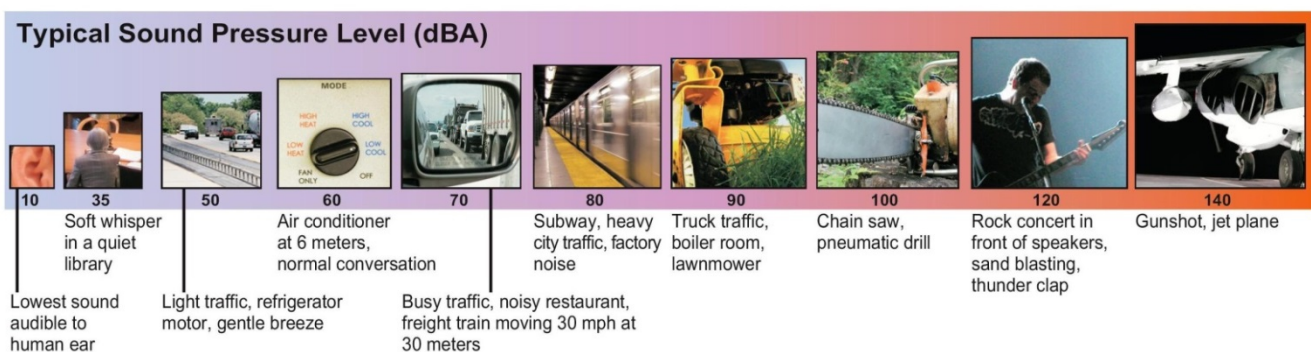 Typical Sound Pressure Level (dBA)
MODE
HIGH
HEAT
HIGH
COOL
LOW
HEAT
LOW
COOL
FAN
ONLY
OFF
10
35
50
60
70
80
90
100
120
140
Soft whisper
in a quiet
library
Air conditioner
at 6 meters,
normal conversation
Subway, heavy
city traffic, factory
noise
Truck traffic,
boiler room,
lawnmower
Chain saw,
pneumatic drill
Rock concert in
front of speakers,
sand blasting,
thunder clap
Gunshot, jet plane
Lowest sound
audible to
human ear
Light traffic, refrigerator
motor, gentle breeze
Busy traffic, noisy restaurant,
freight train moving 30 mph at
30 meters